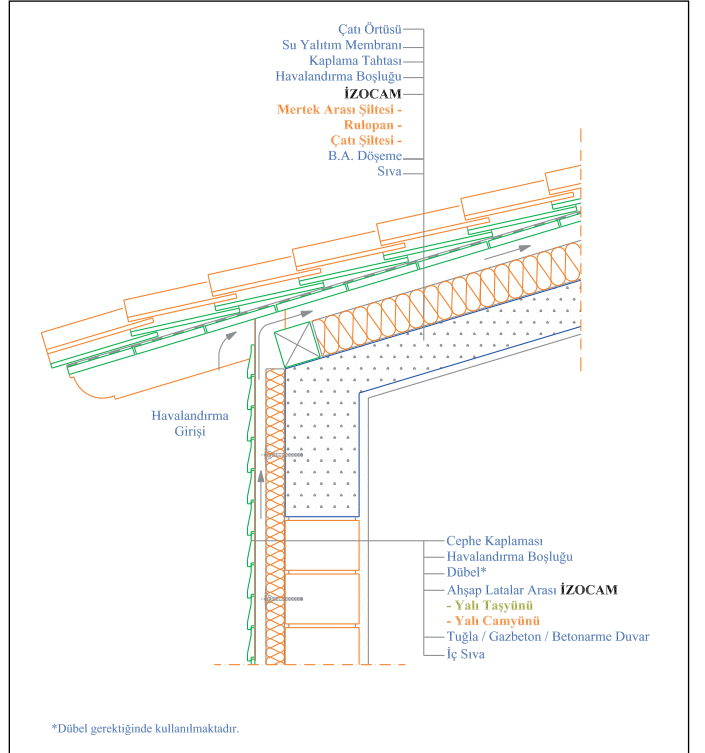 Çatı Örtüsü
Su Yalıtım Membranı
Kaplama Tahtası
Havalandırma Boşluğu
İZOCAM
Mertek Arası Şiltesi -
Rulopan -
Çatı Şiltesi -
B.A. Döşeme
Sıva
Havalandırma
Girişi
Cephe Kaplaması
Havalandırma Boşluğu
Dübel*
Ahşap Latalar Arası İZOCAM
- Yalı Taşyünü
- Yalı Camyünü
Tuğla / Gazbeton / Betonarme Duvar
İç Sıva
*Dübel gerektiğinde kullanılmaktadır.